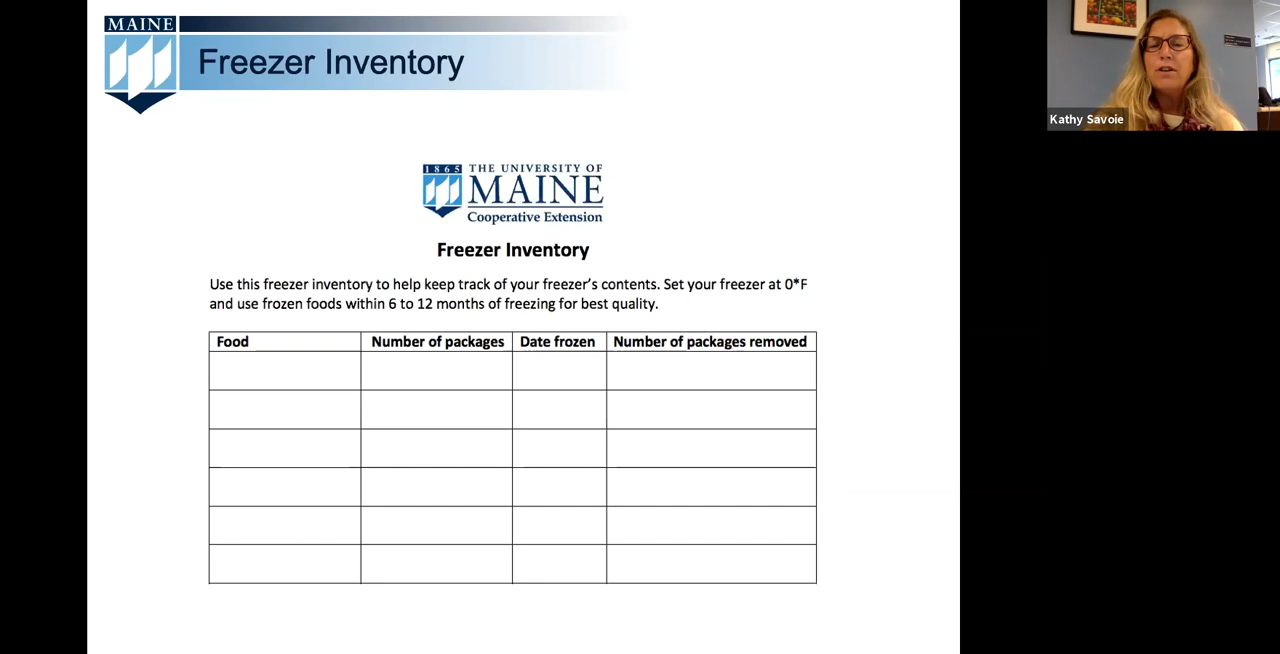 MAINE
Freezer Inventory
Kathy Savoie
1865 THE UNIVERSITY OF
MAINE
Cooperative Extension
Freezer Inventory
Use this freezer inventory to help keep track of your freezer's contents. Set your freezer at 0*F
and use frozen foods within 6 to 12 months of freezing for best quality.
Food Number of packages Date frozen Number of packages removed